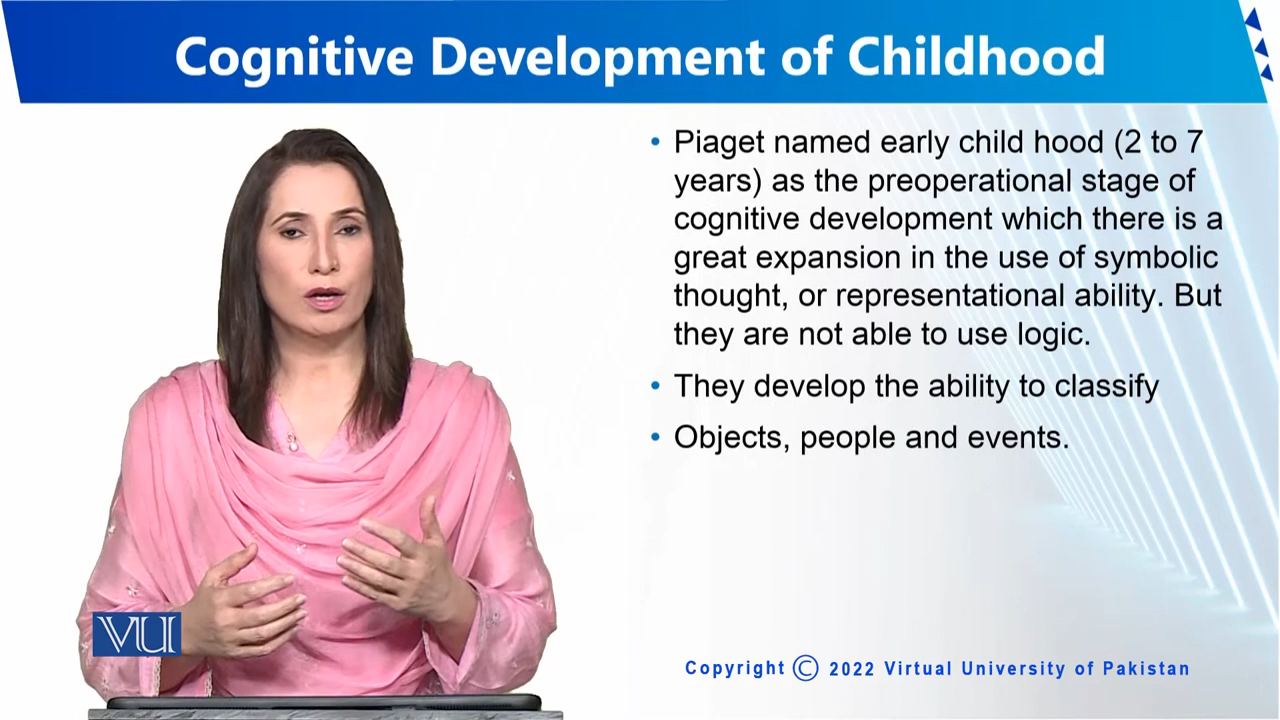 Cognitive Development of Childhood
• Piaget named early child hood (2 to 7
years) as the preoperational stage of
cognitive development which there is a
great expansion in the use of symbolic
thought, or representational ability. But
they are not able to use logic.
• They develop the ability to classify
• Objects, people and events.
VU
Copyright © 2022 Virtual University of Pakistan